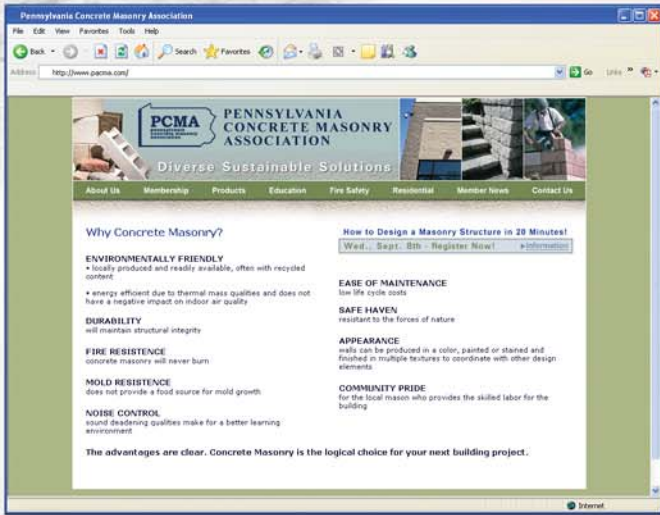 Pennsylvania Concrete Masonry Association
File Edit View Favorites Tools Help
Back Search Favorites
Address http://www.pacma.com/ Go Links »
PCMA
pennsylvania
concrete masonry
association
PENNSYLVANIA
CONCRETE MASONRY
ASSOCIATION
Diverse Sustainable Solutions
About Us Membership Products Education Fire Safety Residential Member News Contact Us
Why Concrete Masonry?
ENVIRONMENTALLY FRIENDLY
• locally produced and readily available, often with recycled
content
• energy efficient due to thermal mass qualities and does not
have a negative impact on indoor air quality
DURABILITY
will maintain structural integrity
FIRE RESISTENCE
concrete masonry will never burn
MOLD RESISTENCE
does not provide a food source for mold growth
NOISE CONTROL
sound deadening qualities make for a better learning
environment
How to Design a Masonry Structure in 20 Minutes!
Wed., Sept. 8th - Register Now! ▸Information
EASE OF MAINTENANCE
low life cycle costs
SAFE HAVEN
resistant to the forces of nature
APPEARANCE
walls can be produced in a color, painted or stained and
finished in multiple textures to coordinate with other design
elements
COMMUNITY PRIDE
for the local mason who provides the skilled labor for the
building
The advantages are clear. Concrete Masonry is the logical choice for your next building project.
Internet